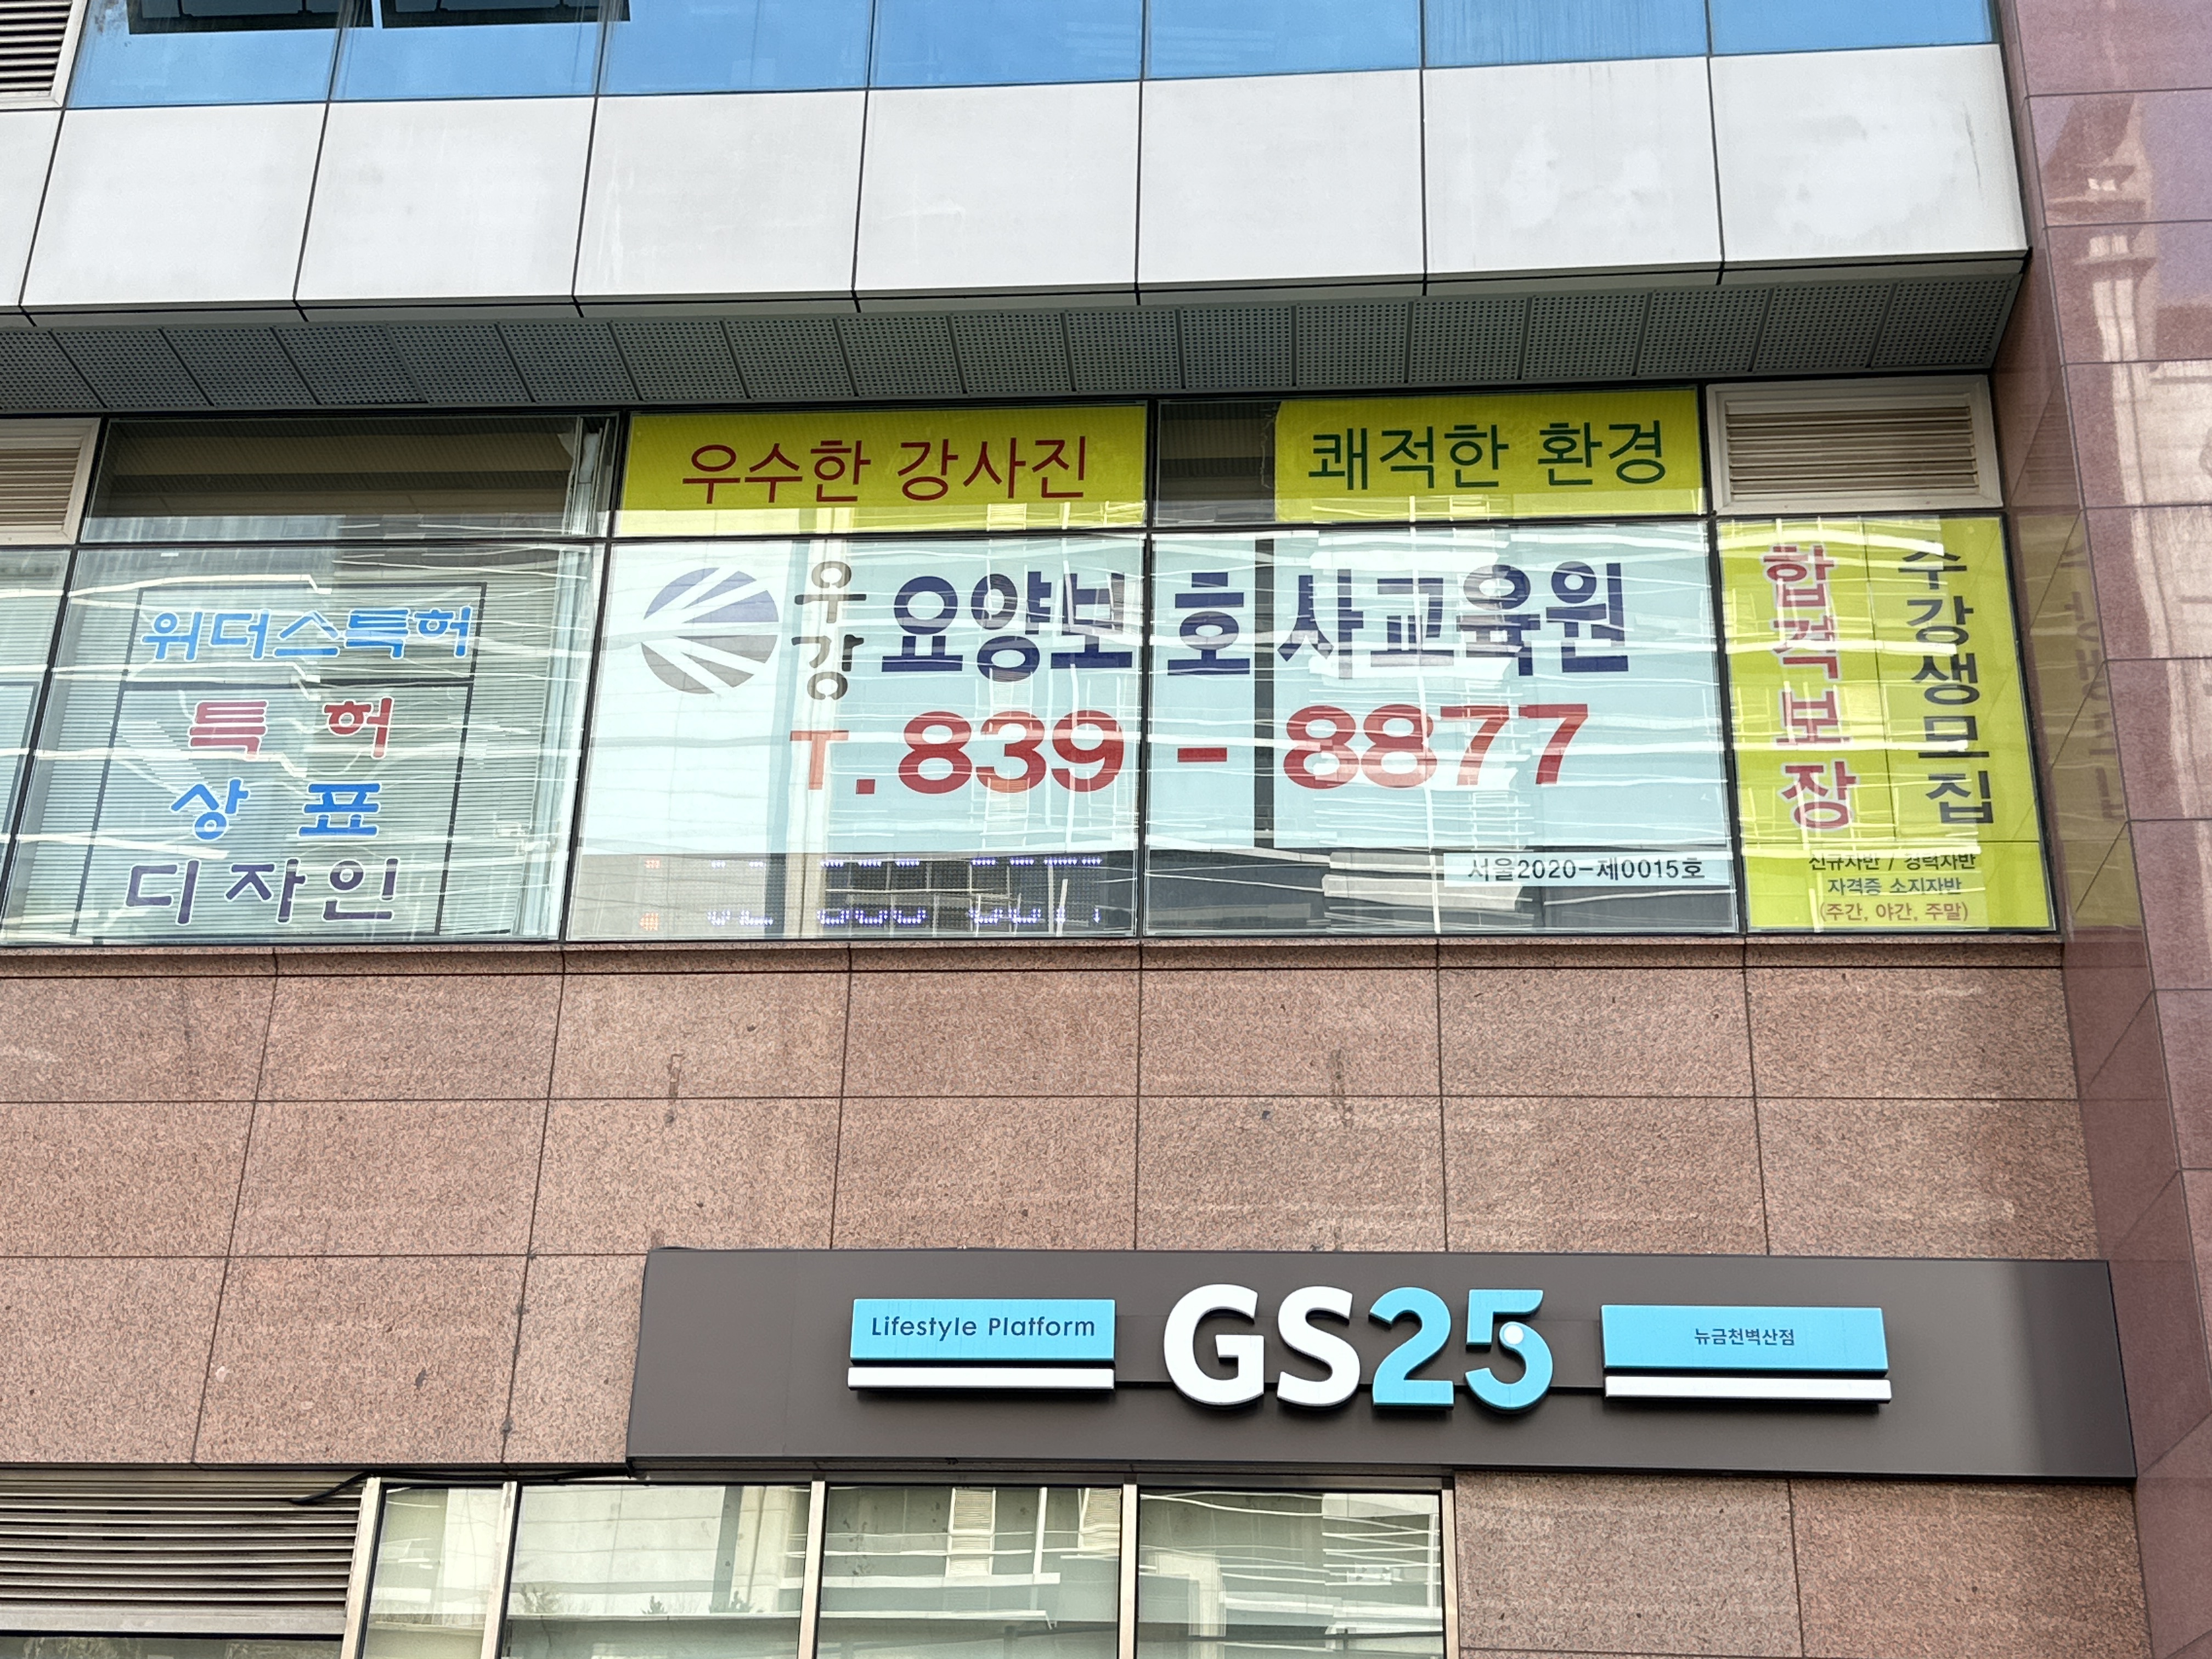 우수한 강사진
쾌적한 환경
위더스특허
특허
상표
디자인
우강
요양보호사교육원
T. 839-8877
서울2020-제0015호
합격보장
수강생모집
신규자반 / 경력자반
자격증 소지자반
(주간, 야간, 주말)
Lifestyle Platform
GS25
뉴금천벽산점